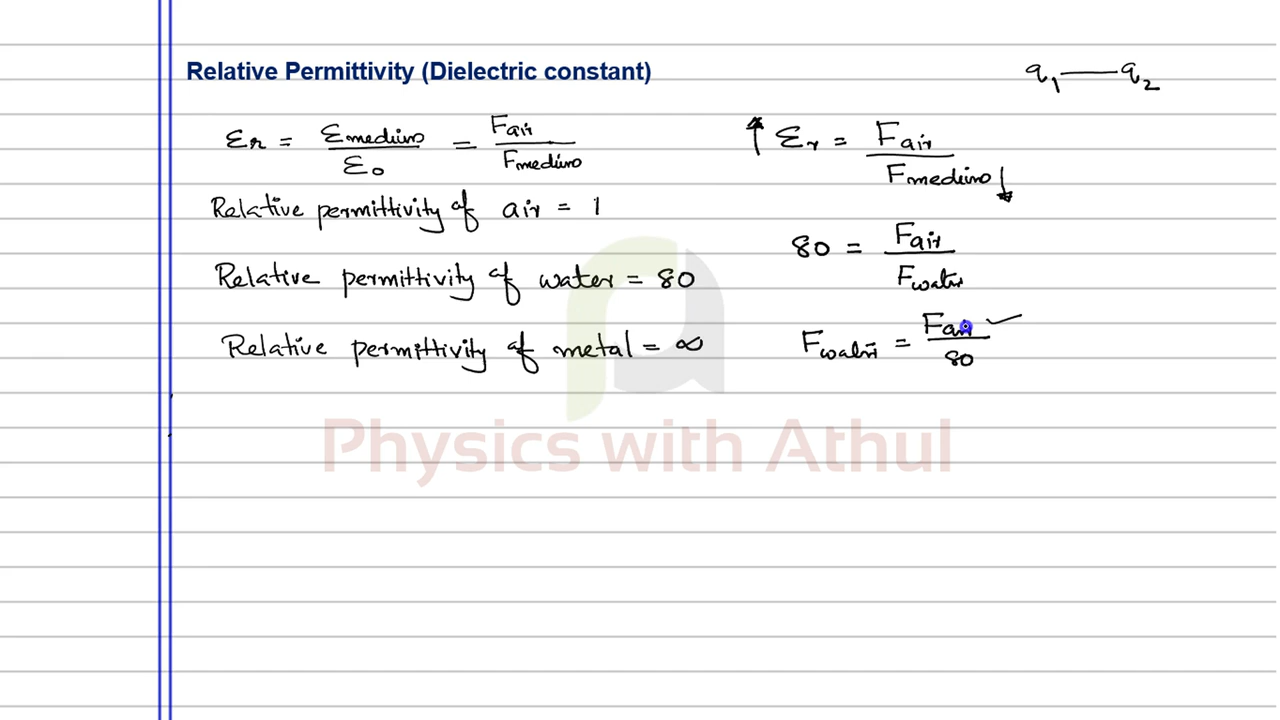 Relative Permittivity (Dielectric constant)
q₁ — q₂
εr = εmedium / ε₀ = Fair / Fmedium
Relative permittivity of air = 1
Relative permittivity of water = 80
Relative permittivity of metal = ∞
↑ εr = Fair / Fmedium ↓
80 = Fair / Fwater
Fwater = Fair / 80 ✓
Physics with Athul